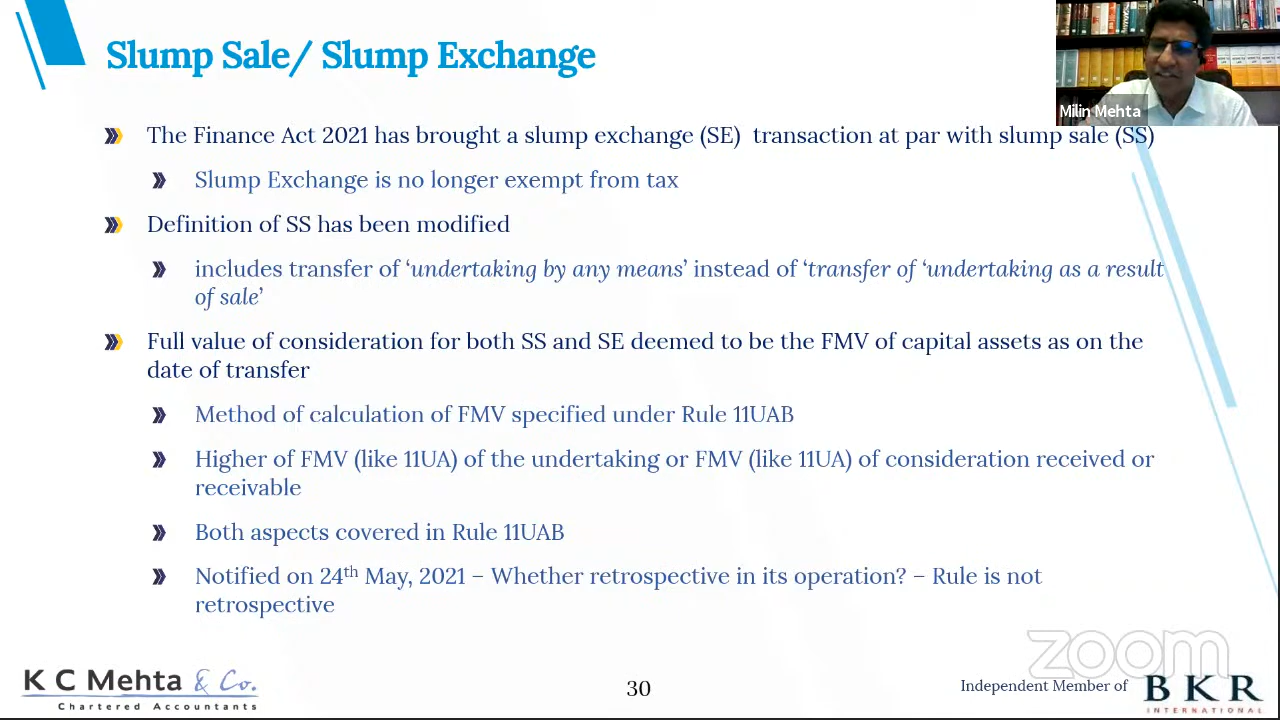 Slump Sale/ Slump Exchange
Milin Mehta
The Finance Act 2021 has brought a slump exchange (SE) transaction at par with slump sale (SS)
Slump Exchange is no longer exempt from tax
Definition of SS has been modified
includes transfer of ‘undertaking by any means’ instead of ‘transfer of ‘undertaking as a result
of sale’
Full value of consideration for both SS and SE deemed to be the FMV of capital assets as on the
date of transfer
Method of calculation of FMV specified under Rule 11UAB
Higher of FMV (like 11UA) of the undertaking or FMV (like 11UA) of consideration received or
receivable
Both aspects covered in Rule 11UAB
Notified on 24th May, 2021 – Whether retrospective in its operation? – Rule is not
retrospective
zoom
K C Mehta & Co.
Chartered Accountants
30
Independent Member of
BKR
INTERNATIONAL